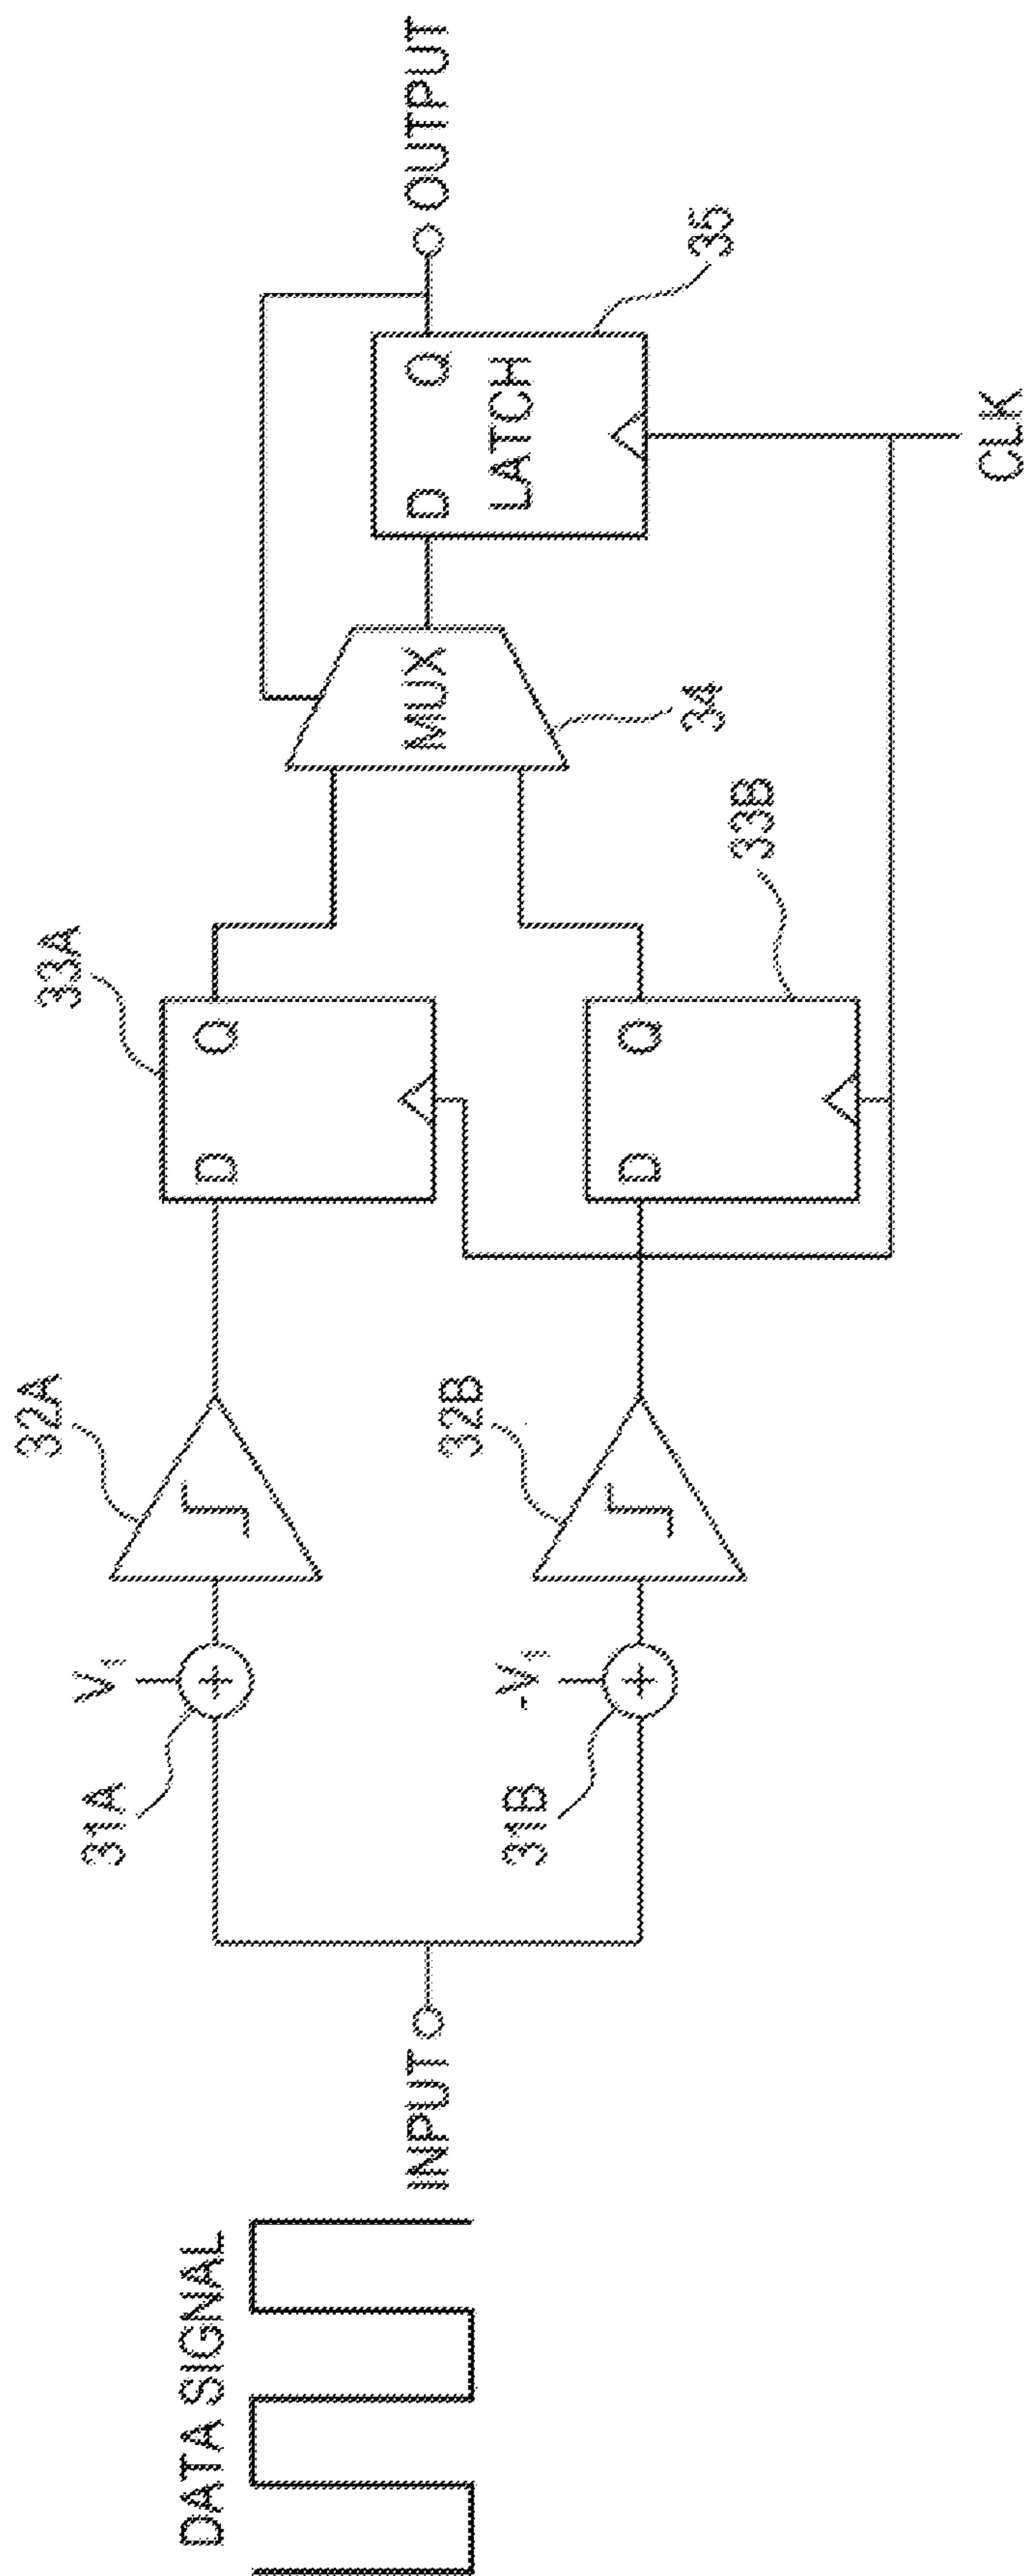 DATA SIGNAL
INPUT
31A
V1
32A
33A
D
Q
31B
-V1
32B
33B
D
Q
MUX
34
D
Q
LATCH
35
CLK
OUTPUT